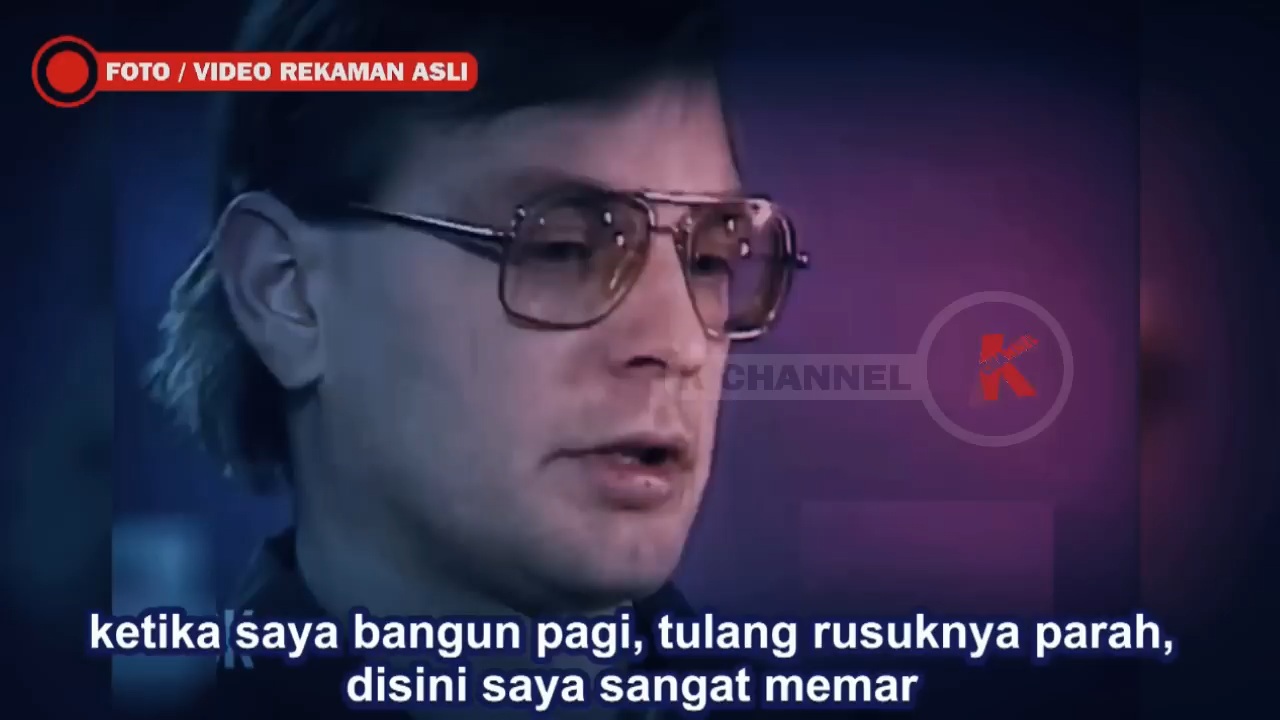 FOTO / VIDEO REKAMAN ASLI
K CHANNEL
K
ketika saya bangun pagi, tulang rusuknya parah,
disini saya sangat memar